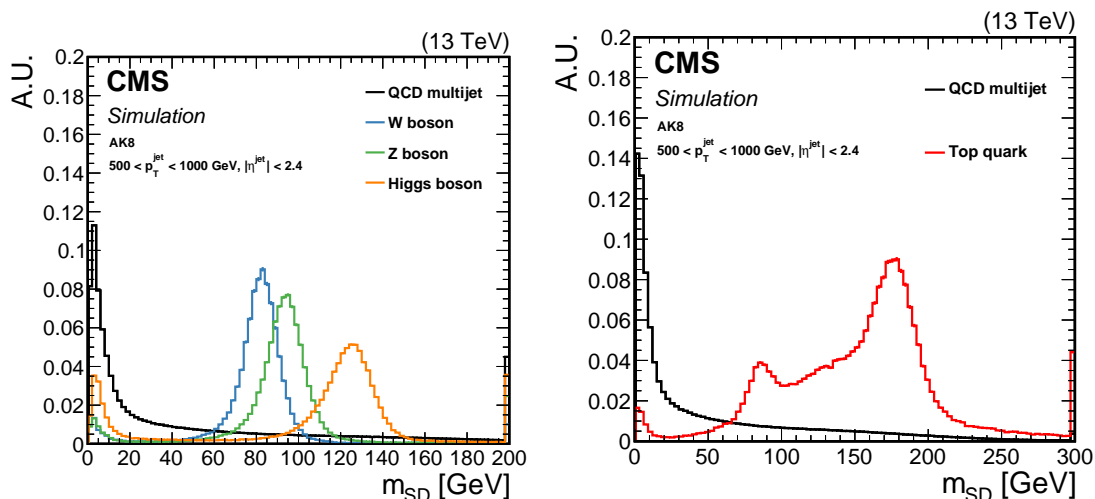 (13 TeV)
A.U.
0.2
0.18
0.16
0.14
0.12
0.1
0.08
0.06
0.04
0.02
0
CMS
Simulation
AK8
500 < p_T^jet < 1000 GeV, |η^jet| < 2.4
QCD multijet
W boson
Z boson
Higgs boson
0 20 40 60 80 100 120 140 160 180 200
m_SD [GeV]
(13 TeV)
A.U.
0.2
0.18
0.16
0.14
0.12
0.1
0.08
0.06
0.04
0.02
0
CMS
Simulation
AK8
500 < p_T^jet < 1000 GeV, |η^jet| < 2.4
QCD multijet
Top quark
0 50 100 150 200 250 300
m_SD [GeV]